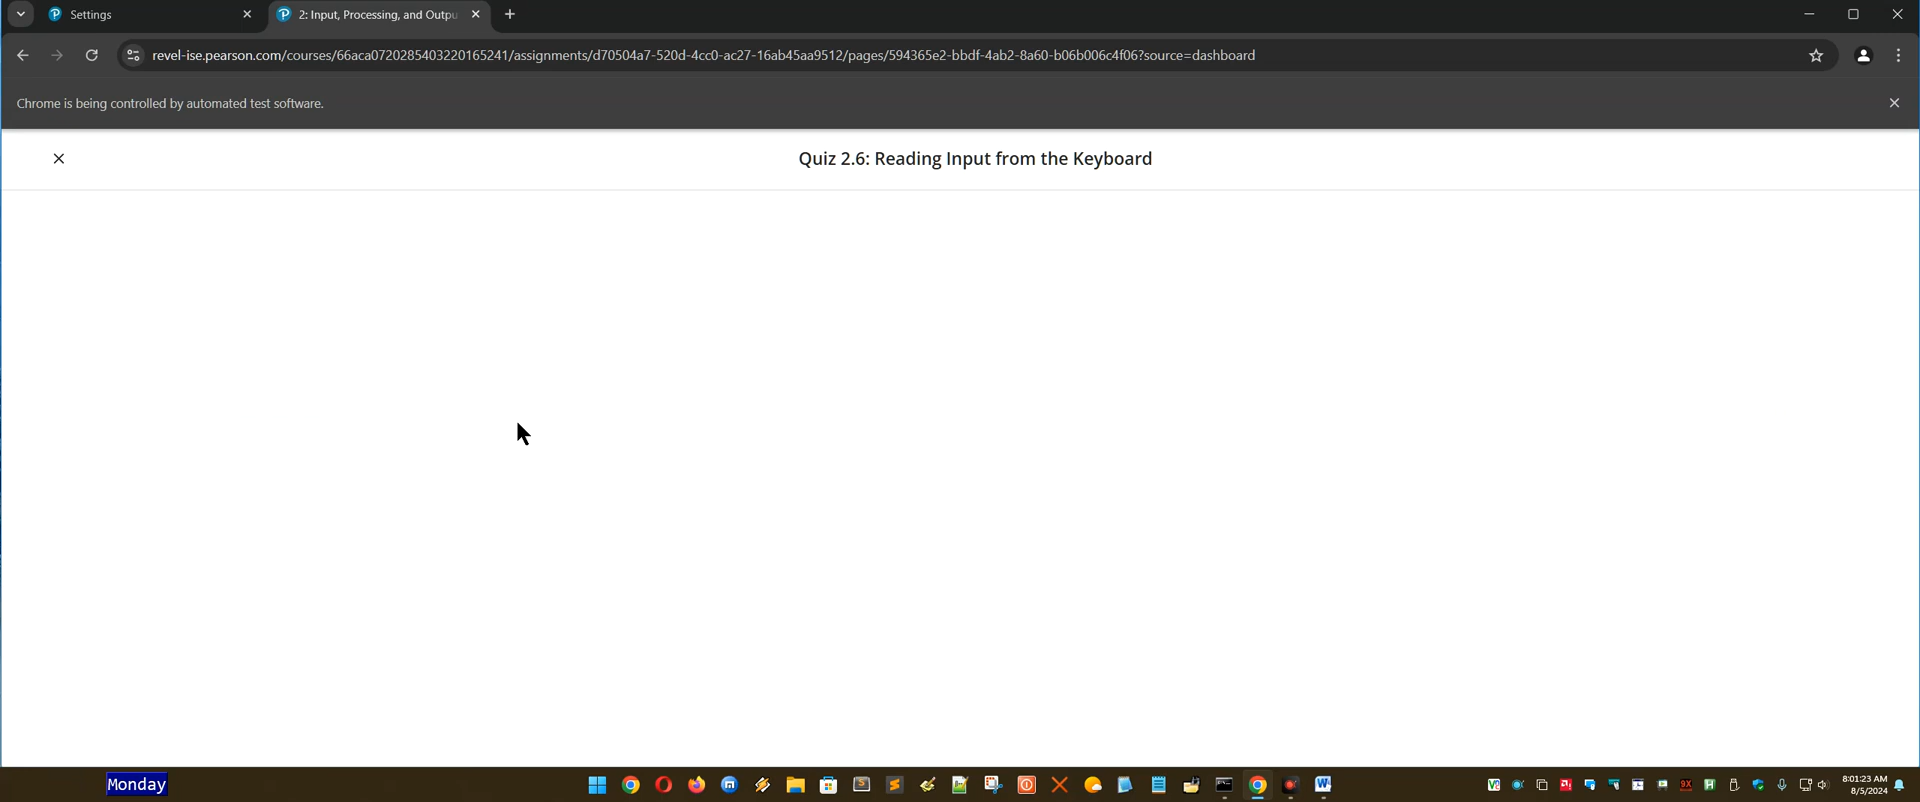 Settings
2: Input, Processing, and Outpu
revel-ise.pearson.com/courses/66aca0720285403220165241/assignments/d70504a7-520d-4cc0-ac27-16ab45aa9512/pages/594365e2-bbdf-4ab2-8a60-b06b006c4f06?source=dashboard
Chrome is being controlled by automated test software.
Quiz 2.6: Reading Input from the Keyboard
Monday
8:01:23 AM
8/5/2024